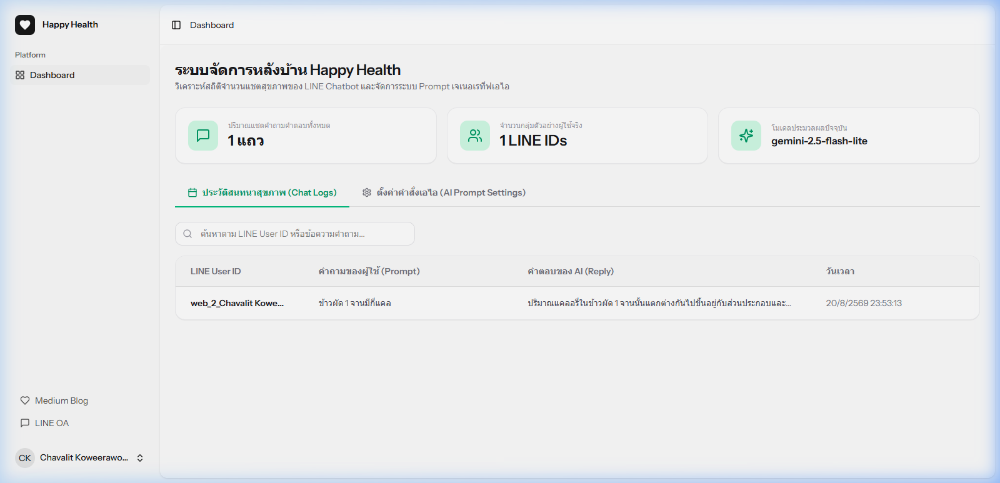 Happy Health
Platform
Dashboard
Medium Blog
LINE OA
CK Chavalit Koweerawo...
Dashboard
ระบบจัดการหลังบ้าน Happy Health
วิเคราะห์สถิติจำนวนแชตสุขภาพของ LINE Chatbot และจัดการระบบ Prompt เจเนอเรทีฟเอไอ
ปริมาณแชตคำถามคำตอบทั้งหมด
1 แถว
จำนวนกลุ่มตัวอย่างผู้ใช้จริง
1 LINE IDs
โมเดลประมวลผลปัจจุบัน
gemini-2.5-flash-lite
ประวัติสนทนาสุขภาพ (Chat Logs) ตั้งค่าคำสั่งเอไอ (AI Prompt Settings)
ค้นหาตาม LINE User ID หรือข้อความคำถาม...
LINE User ID คำถามของผู้ใช้ (Prompt) คำตอบของ AI (Reply) วันเวลา
web_2_Chavalit Kowe... ข้าวผัด 1 จานมีกี่แคล ปริมาณแคลอรี่ในข้าวผัด 1 จานนั้นแตกต่างกันไปขึ้นอยู่กับส่วนประกอบและ... 20/8/2569 23:53:13